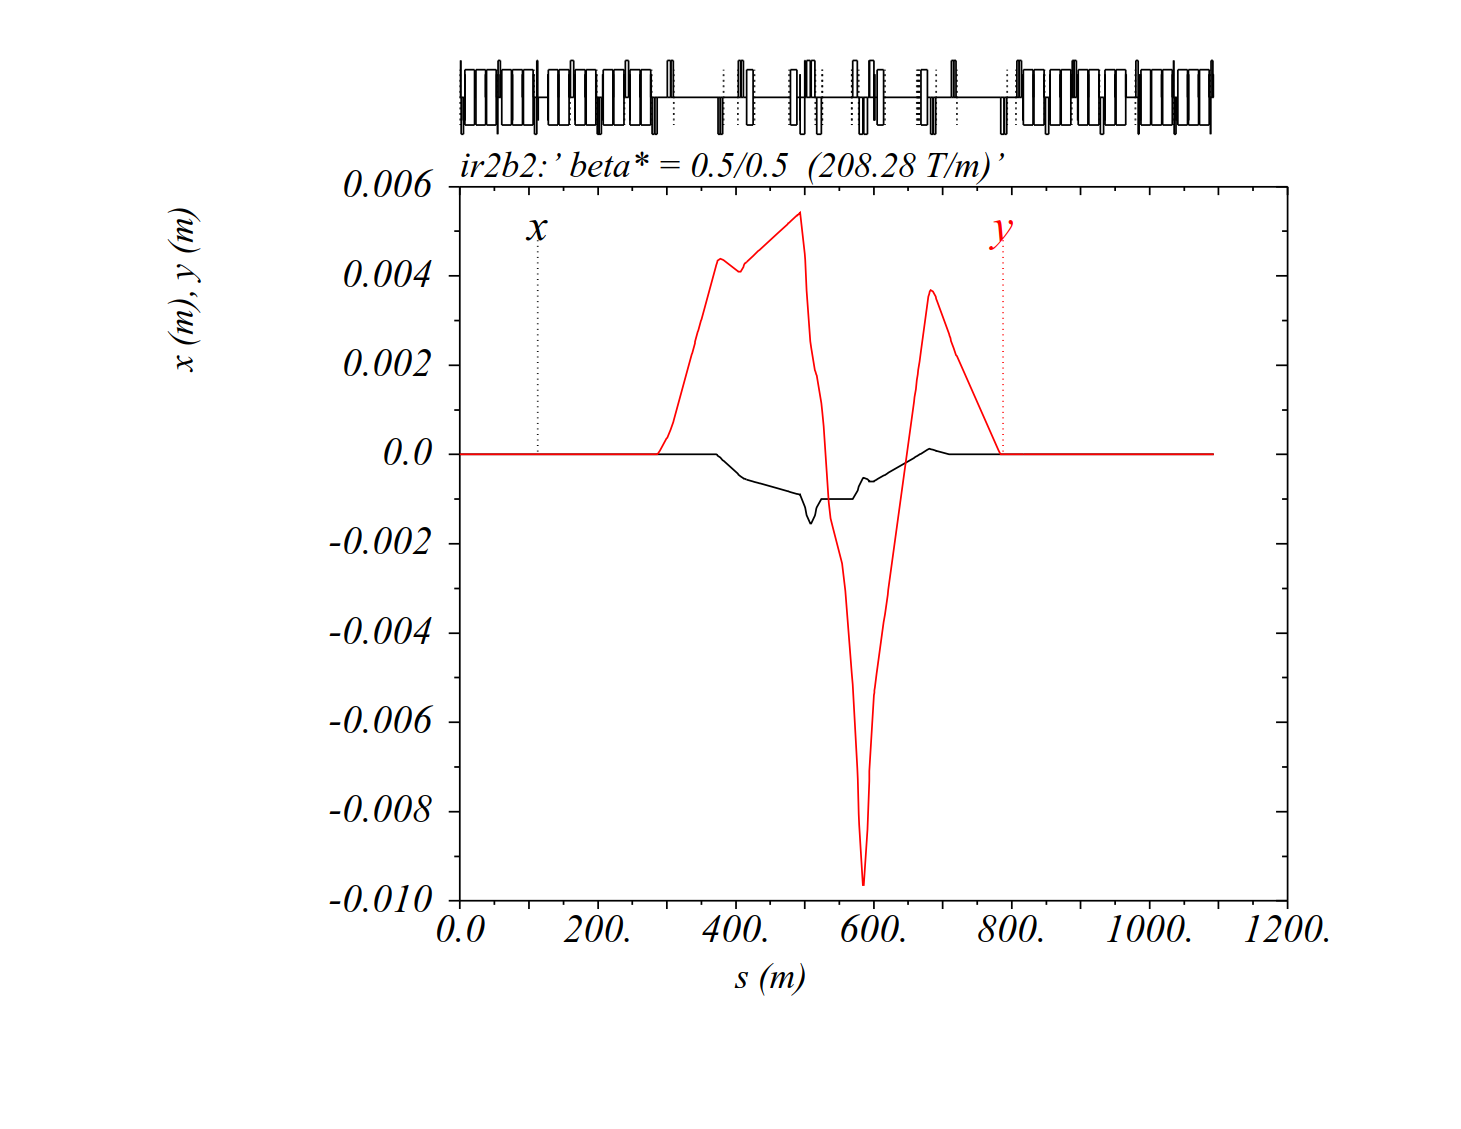 ir2b2:’ beta* = 0.5/0.5 (208.28 T/m)’
x (m), y (m)
0.006
0.004
0.002
0.0
-0.002
-0.004
-0.006
-0.008
-0.010
x
y
0.0 200. 400. 600. 800. 1000. 1200.
s (m)